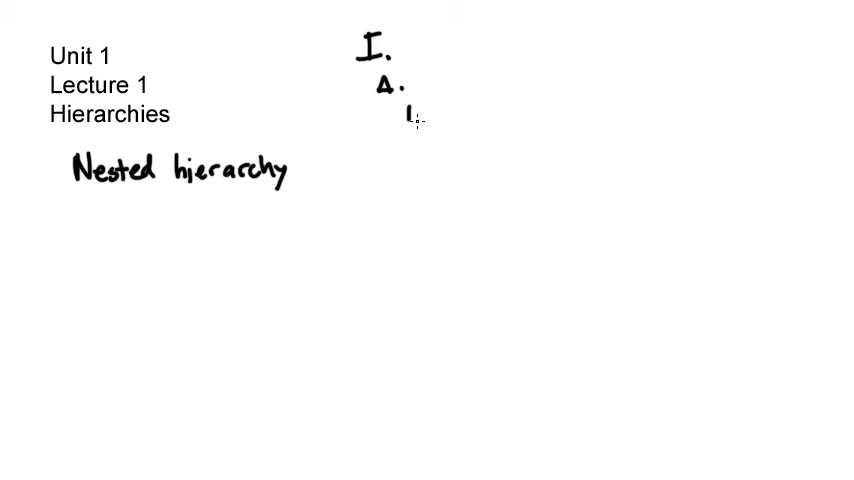 Unit 1
Lecture 1
Hierarchies
I.
A.
1
Nested hierarchy